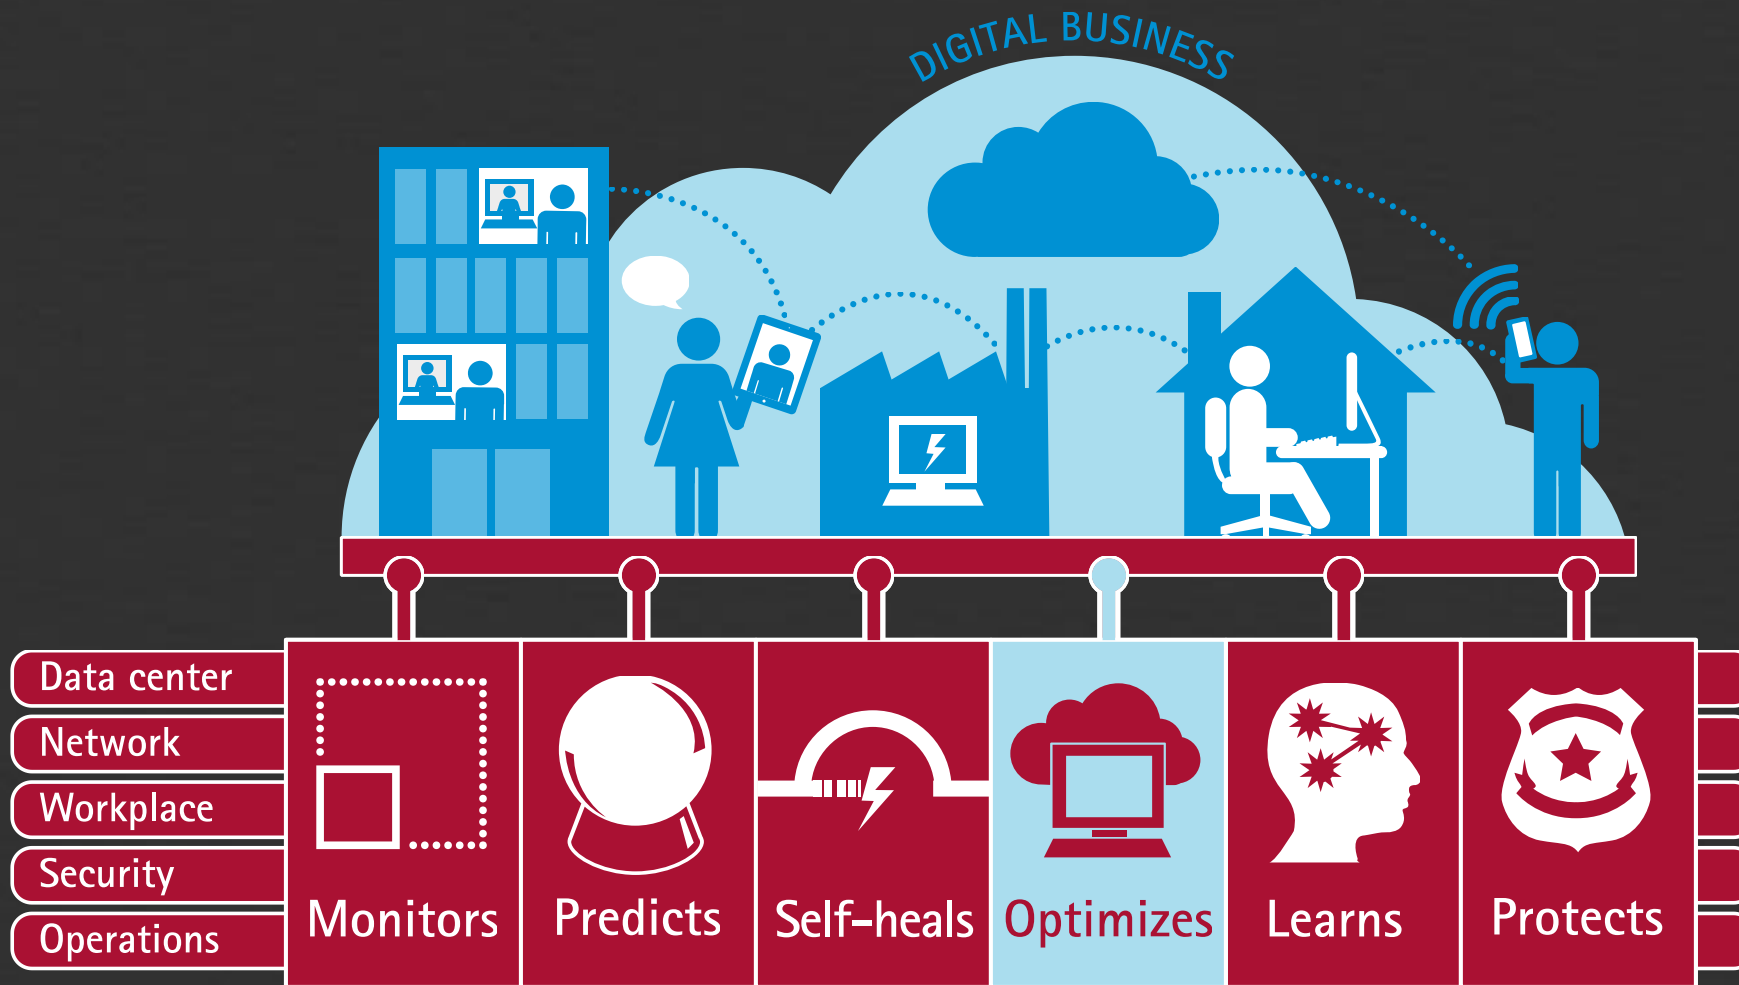 DIGITAL BUSINESS
Data center
Network
Workplace
Security
Operations
Monitors
Predicts
Self-heals
Optimizes
Learns
Protects